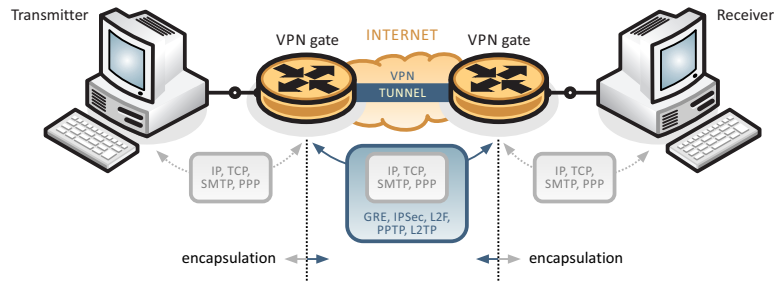 Transmitter
Receiver
VPN gate
INTERNET
VPN gate
VPN
TUNNEL
IP, TCP,
SMTP, PPP
IP, TCP,
SMTP, PPP
IP, TCP,
SMTP, PPP
GRE, IPSec, L2F,
PPTP, L2TP
encapsulation
encapsulation